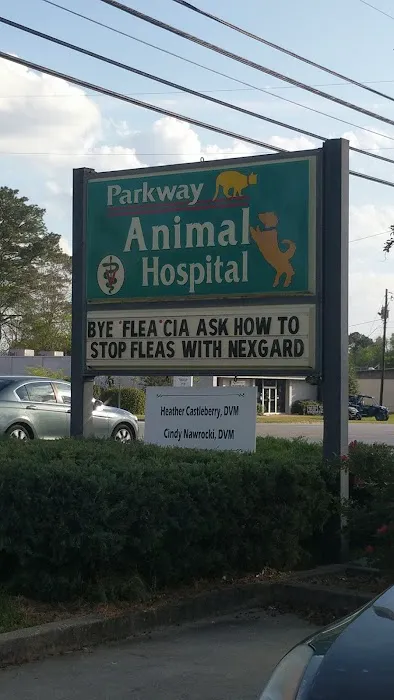 Parkway
Animal
Hospital
BYE 'FLEA'CIA ASK HOW TO
STOP FLEAS WITH NEXGARD
Heather Castleberry, DVM
Cindy Nawrocki, DVM